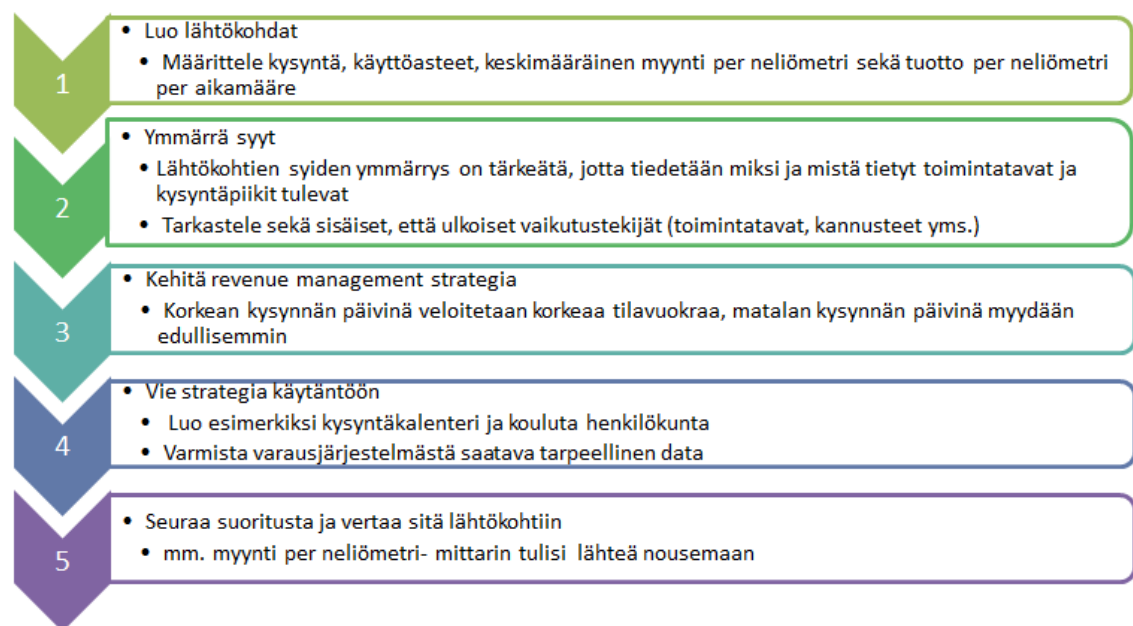 1
• Luo lähtökohdat
• Määrittele kysyntä, käyttöasteet, keskimääräinen myynti per neliömetri sekä tuotto per neliömetri
per aikamääre
2
• Ymmärrä syyt
• Lähtökohtien syiden ymmärrys on tärkeätä, jotta tiedetään miksi ja mistä tietyt toimintatavat ja
kysyntäpiikit tulevat
• Tarkastele sekä sisäiset, että ulkoiset vaikutustekijät (toimintatavat, kannusteet yms.)
3
• Kehitä revenue management strategia
• Korkean kysynnän päivinä veloitetaan korkeaa tilavuokraa, matalan kysynnän päivinä myydään
edullisemmin
4
• Vie strategia käytäntöön
• Luo esimerkiksi kysyntäkalenteri ja kouluta henkilökunta
• Varmista varausjärjestelmästä saatava tarpeellinen data
5
• Seuraa suoritusta ja vertaa sitä lähtökohtiin
• mm. myynti per neliömetri- mittarin tulisi lähteä nousemaan